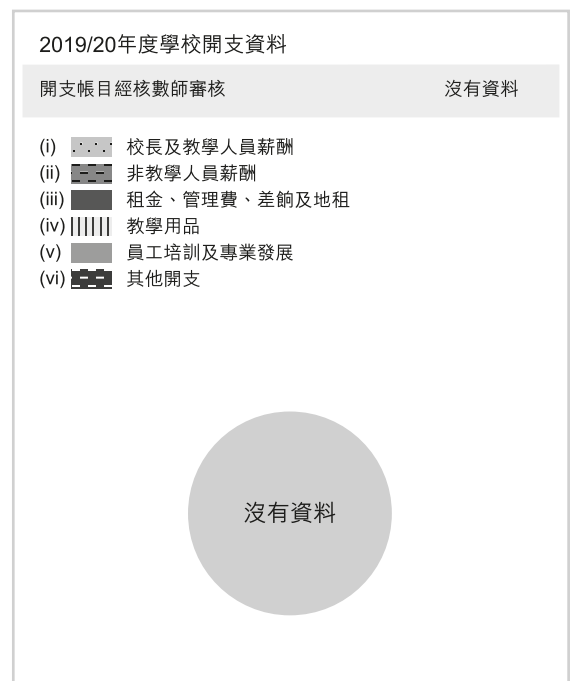 2019/20年度學校開支資料
開支帳目經核數師審核 沒有資料
(i) 校長及教學人員薪酬
(ii) 非教學人員薪酬
(iii) 租金、管理費、差餉及地租
(iv) 教學用品
(v) 員工培訓及專業發展
(vi) 其他開支
沒有資料